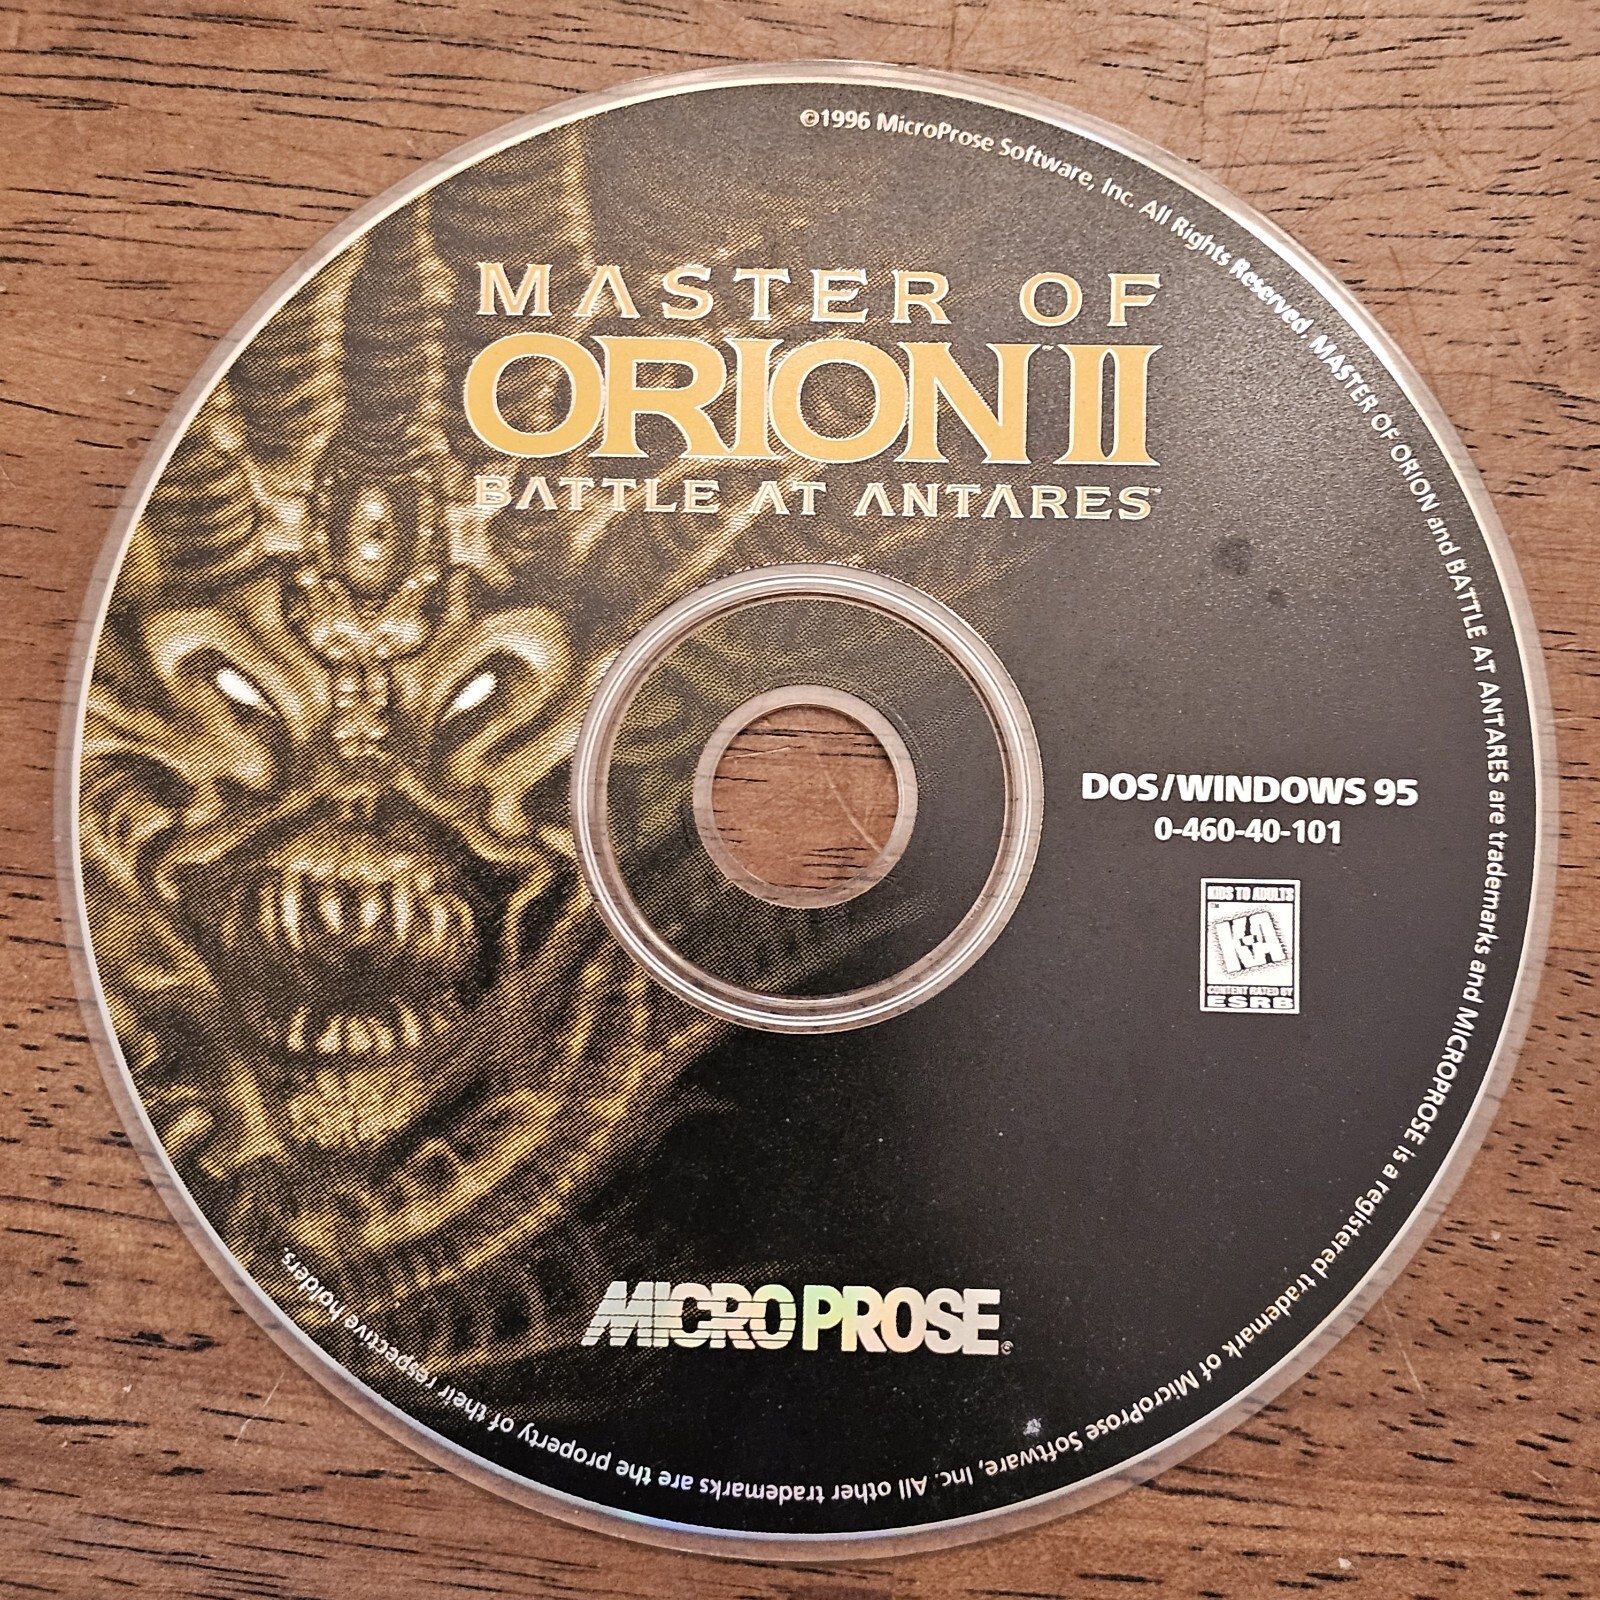 ©1996 MicroProse Software, Inc. All Rights Reserved. MASTER OF ORION and BATTLE AT ANTARES are trademarks and MICROPROSE is a registered trademark of MicroProse Software, Inc. All other trademarks are the property of their respective holders.
MASTER OF
ORION™ II
BATTLE AT ANTARES™
DOS/WINDOWS 95
0-460-40-101
KIDS TO ADULTS
K-A
CONTENT RATED BY
ESRB
MICROPROSE®